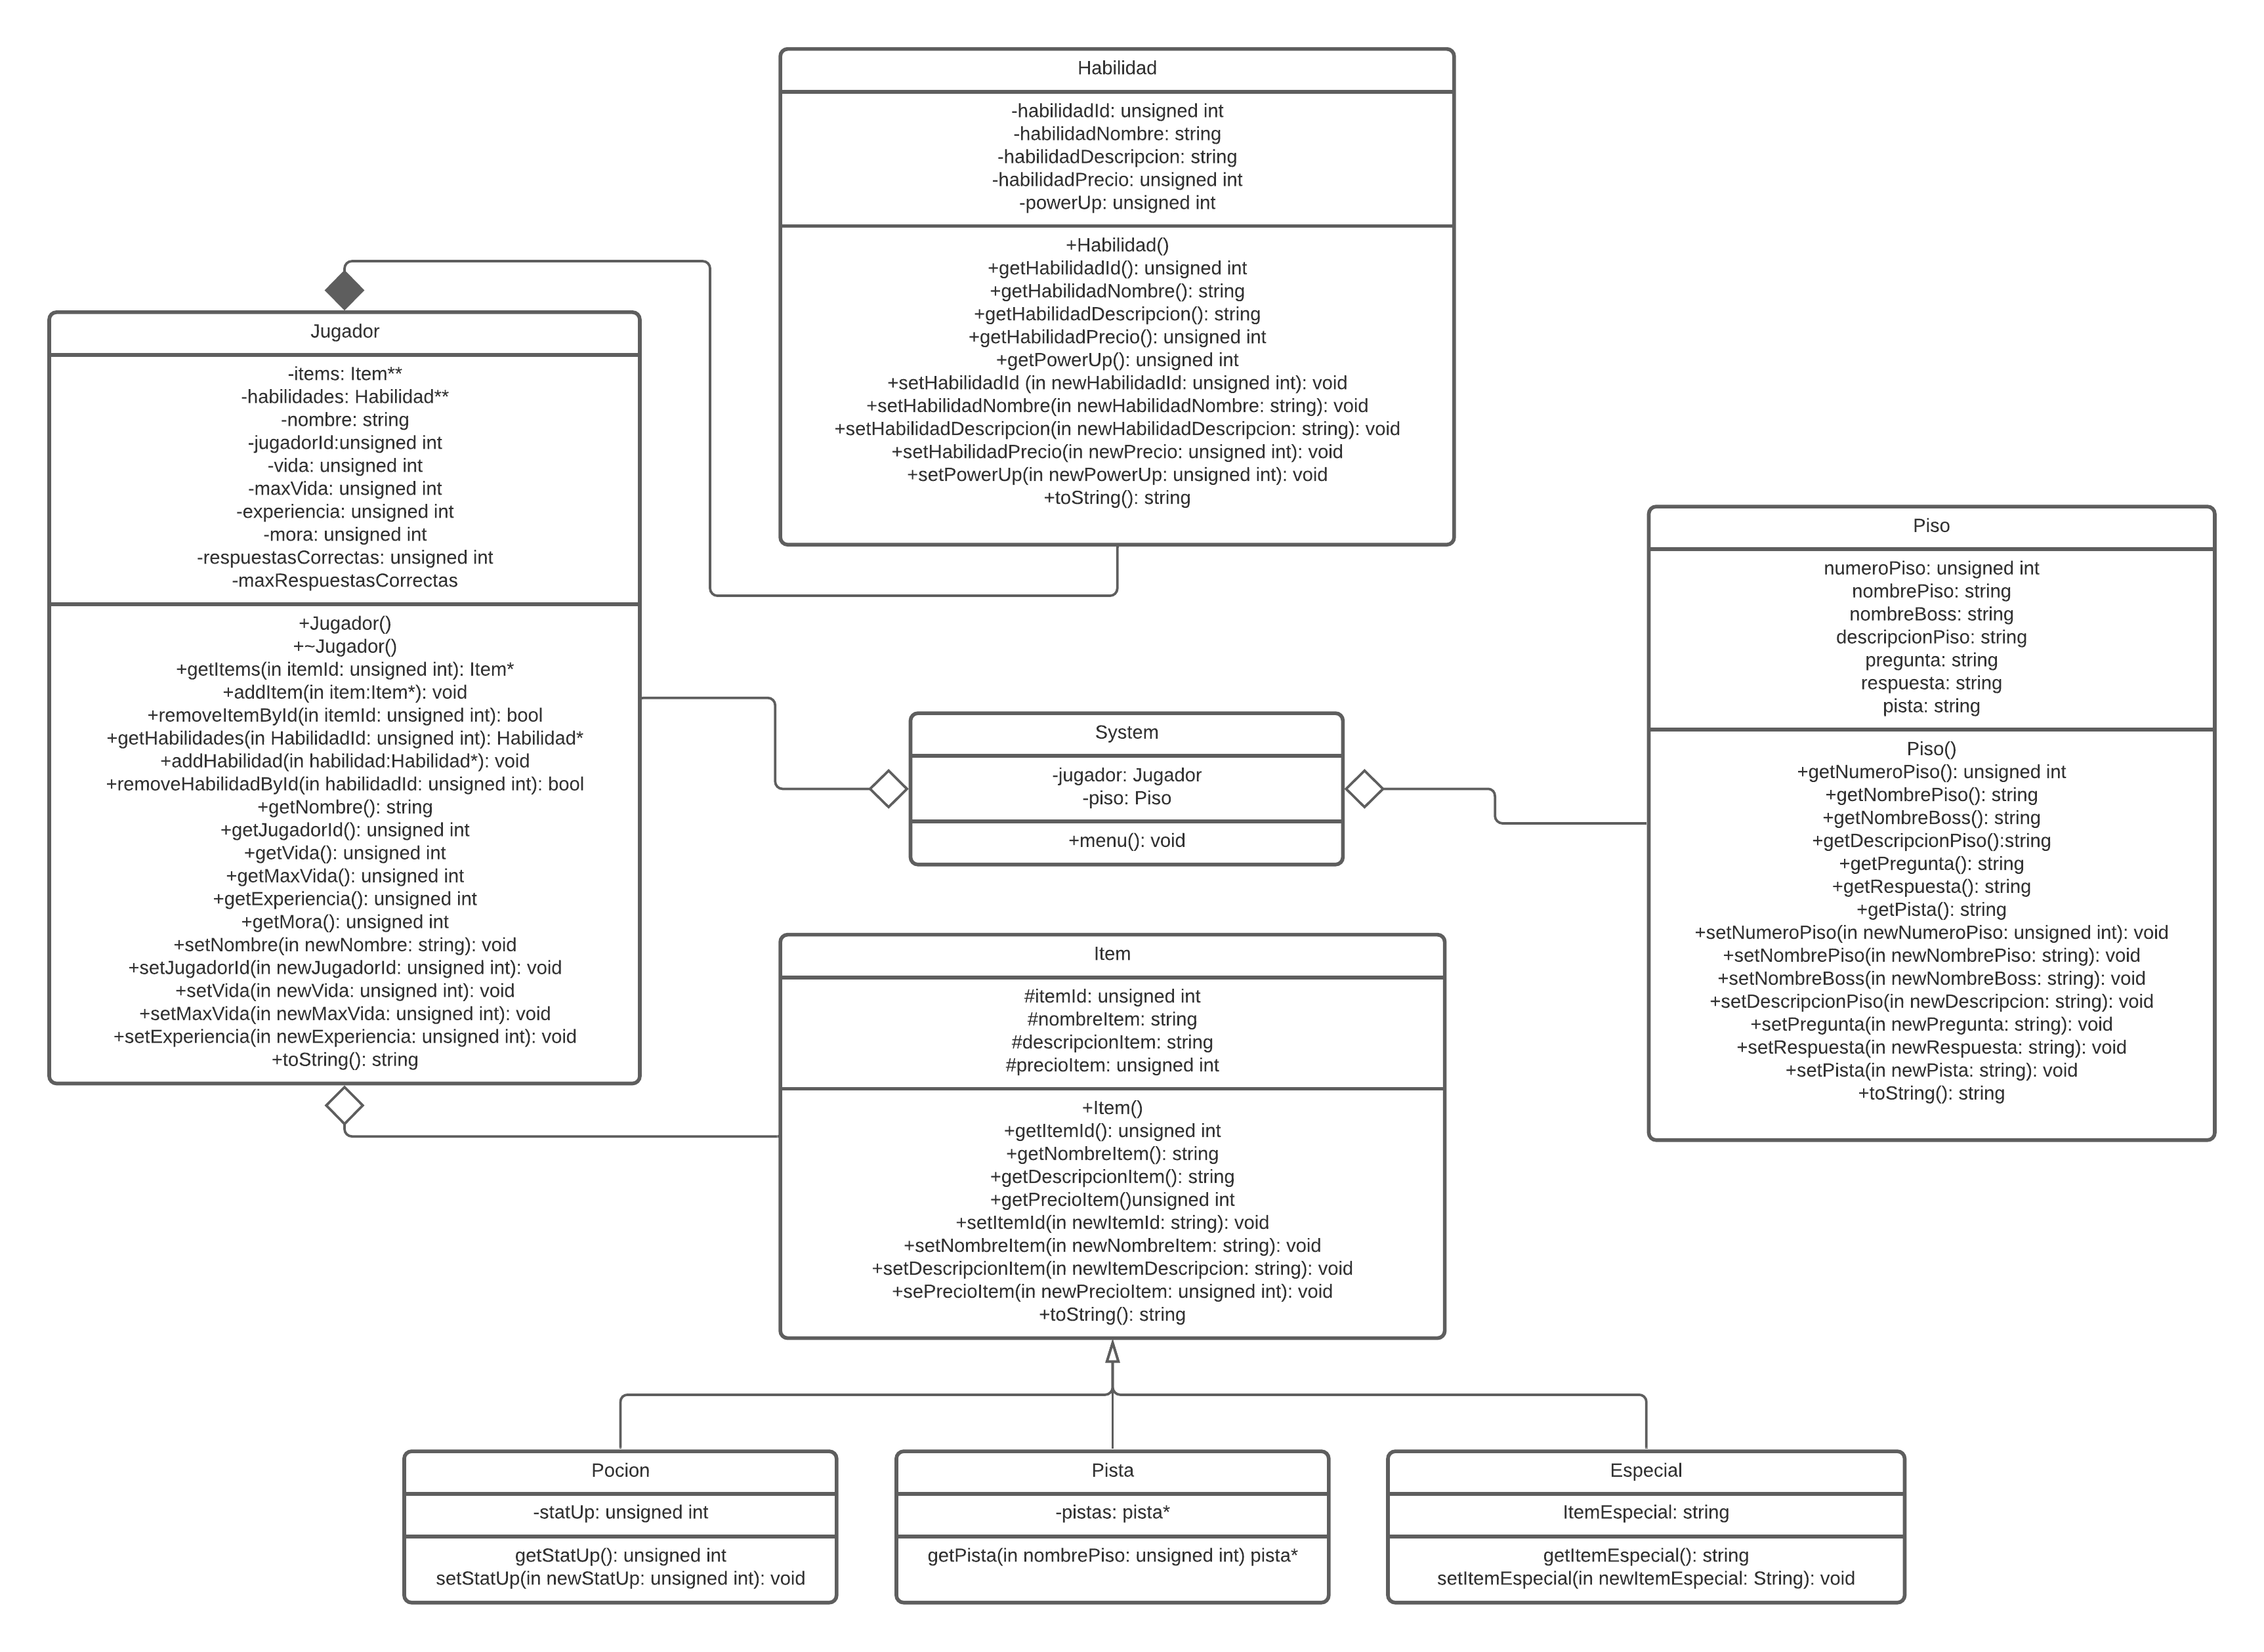 Habilidad
-habilidadId: unsigned int
-habilidadNombre: string
-habilidadDescripcion: string
-habilidadPrecio: unsigned int
-powerUp: unsigned int
+Habilidad()
+getHabilidadId(): unsigned int
+getHabilidadNombre(): string
+getHabilidadDescripcion(): string
+getHabilidadPrecio(): unsigned int
+getPowerUp(): unsigned int
+setHabilidadId (in newHabilidadId: unsigned int): void
+setHabilidadNombre(in newHabilidadNombre: string): void
+setHabilidadDescripcion(in newHabilidadDescripcion: string): void
+setHabilidadPrecio(in newPrecio: unsigned int): void
+setPowerUp(in newPowerUp: unsigned int): void
+toString(): string
Jugador
-items: Item**
-habilidades: Habilidad**
-nombre: string
-jugadorId:unsigned int
-vida: unsigned int
-maxVida: unsigned int
-experiencia: unsigned int
-mora: unsigned int
-respuestasCorrectas: unsigned int
-maxRespuestasCorrectas
+Jugador()
+~Jugador()
+getItems(in itemId: unsigned int): Item*
+addItem(in item:Item*): void
+removeItemById(in itemId: unsigned int): bool
+getHabilidades(in HabilidadId: unsigned int): Habilidad*
+addHabilidad(in habilidad:Habilidad*): void
+removeHabilidadById(in habilidadId: unsigned int): bool
+getNombre(): string
+getJugadorId(): unsigned int
+getVida(): unsigned int
+getMaxVida(): unsigned int
+getExperiencia(): unsigned int
+getMora(): unsigned int
+setNombre(in newNombre: string): void
+setJugadorId(in newJugadorId: unsigned int): void
+setVida(in newVida: unsigned int): void
+setMaxVida(in newMaxVida: unsigned int): void
+setExperiencia(in newExperiencia: unsigned int): void
+toString(): string
System
-jugador: Jugador
-piso: Piso
+menu(): void
Piso
numeroPiso: unsigned int
nombrePiso: string
nombreBoss: string
descripcionPiso: string
pregunta: string
respuesta: string
pista: string
Piso()
+getNumeroPiso(): unsigned int
+getNombrePiso(): string
+getNombreBoss(): string
+getDescripcionPiso():string
+getPregunta(): string
+getRespuesta(): string
+getPista(): string
+setNumeroPiso(in newNumeroPiso: unsigned int): void
+setNombrePiso(in newNombrePiso: string): void
+setNombreBoss(in newNombreBoss: string): void
+setDescripcionPiso(in newDescripcion: string): void
+setPregunta(in newPregunta: string): void
+setRespuesta(in newRespuesta: string): void
+setPista(in newPista: string): void
+toString(): string
Item
#itemId: unsigned int
#nombreItem: string
#descripcionItem: string
#precioItem: unsigned int
+Item()
+getItemId(): unsigned int
+getNombreItem(): string
+getDescripcionItem(): string
+getPrecioItem()unsigned int
+setItemId(in newItemId: string): void
+setNombreItem(in newNombreItem: string): void
+setDescripcionItem(in newItemDescripcion: string): void
+sePrecioItem(in newPrecioItem: unsigned int): void
+toString(): string
Pocion
-statUp: unsigned int
getStatUp(): unsigned int
setStatUp(in newStatUp: unsigned int): void
Pista
-pistas: pista*
getPista(in nombrePiso: unsigned int) pista*
Especial
ItemEspecial: string
getItemEspecial(): string
setItemEspecial(in newItemEspecial: String): void